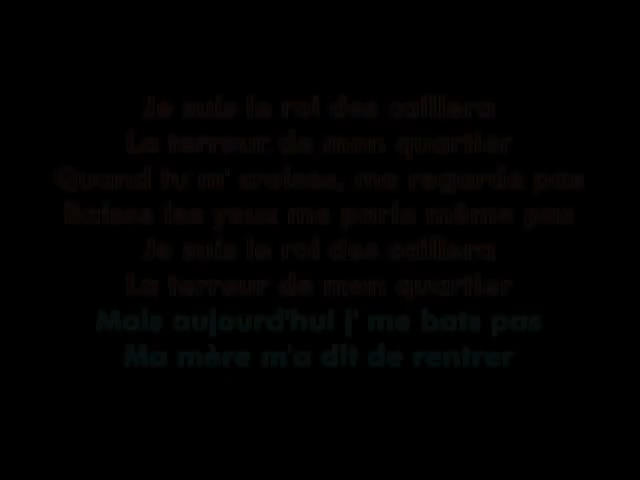 Je suis le roi des caillera
La terreur de mon quartier
Quand tu m' croises, me regarde pas
Baisse les yeux me parle même pas
Je suis le roi des caillera
La terreur de mon quartier
Mais aujourd'hui j' me bats pas
Ma mère m'a dit de rentrer